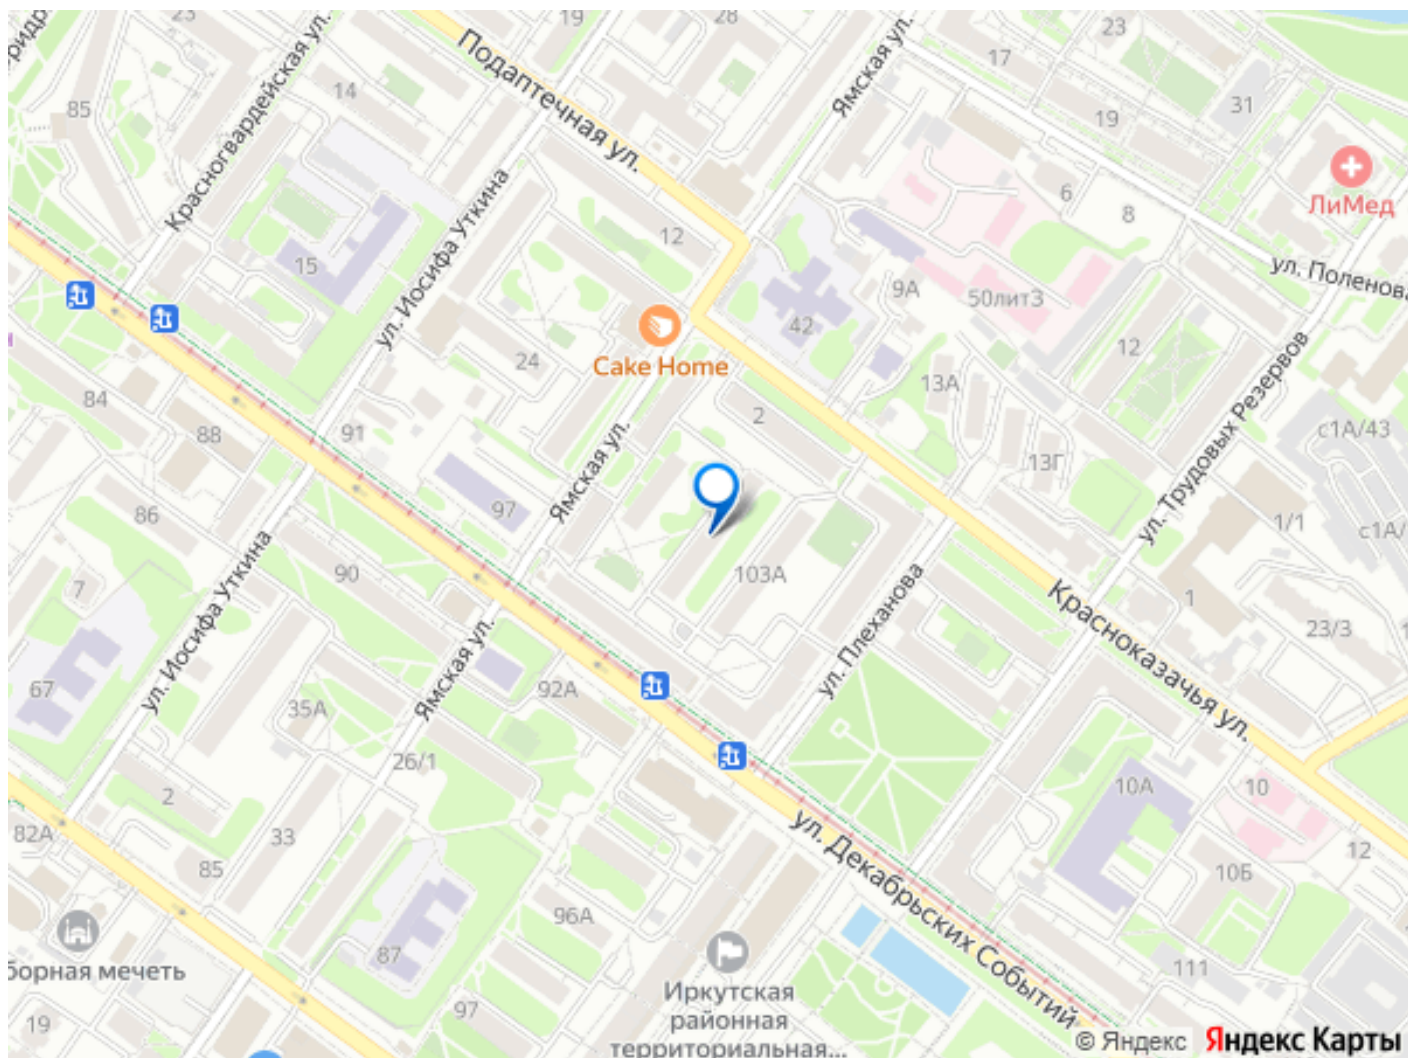 19
28
23
17
Подаптечная ул.
Ямская ул.
Красногвардейская ул.
85
14
31
19
ЛиМед
6
8
ул. Иосифа Уткина
12
15
ул. Поленова
9А
50лит3
42
Cake Home
24
12
13А
2
ул. Трудовых Резервов
84
88
91
с1А/43
Ямская ул.
13Г
97
86
1/1
с1А/
103А
90
7
ул. Иосифа Уткина
ул. Плеханова
Красноказачья ул.
1
23/3
Ямская ул.
67
92А
35А
26/1
10А
10
2
82А
33
85
ул. Декабрьских Событий
12
10Б
96А
87
борная мечеть
111
97
19
Иркутская
районная
территориальная...
© Яндекс Яндекс Карты